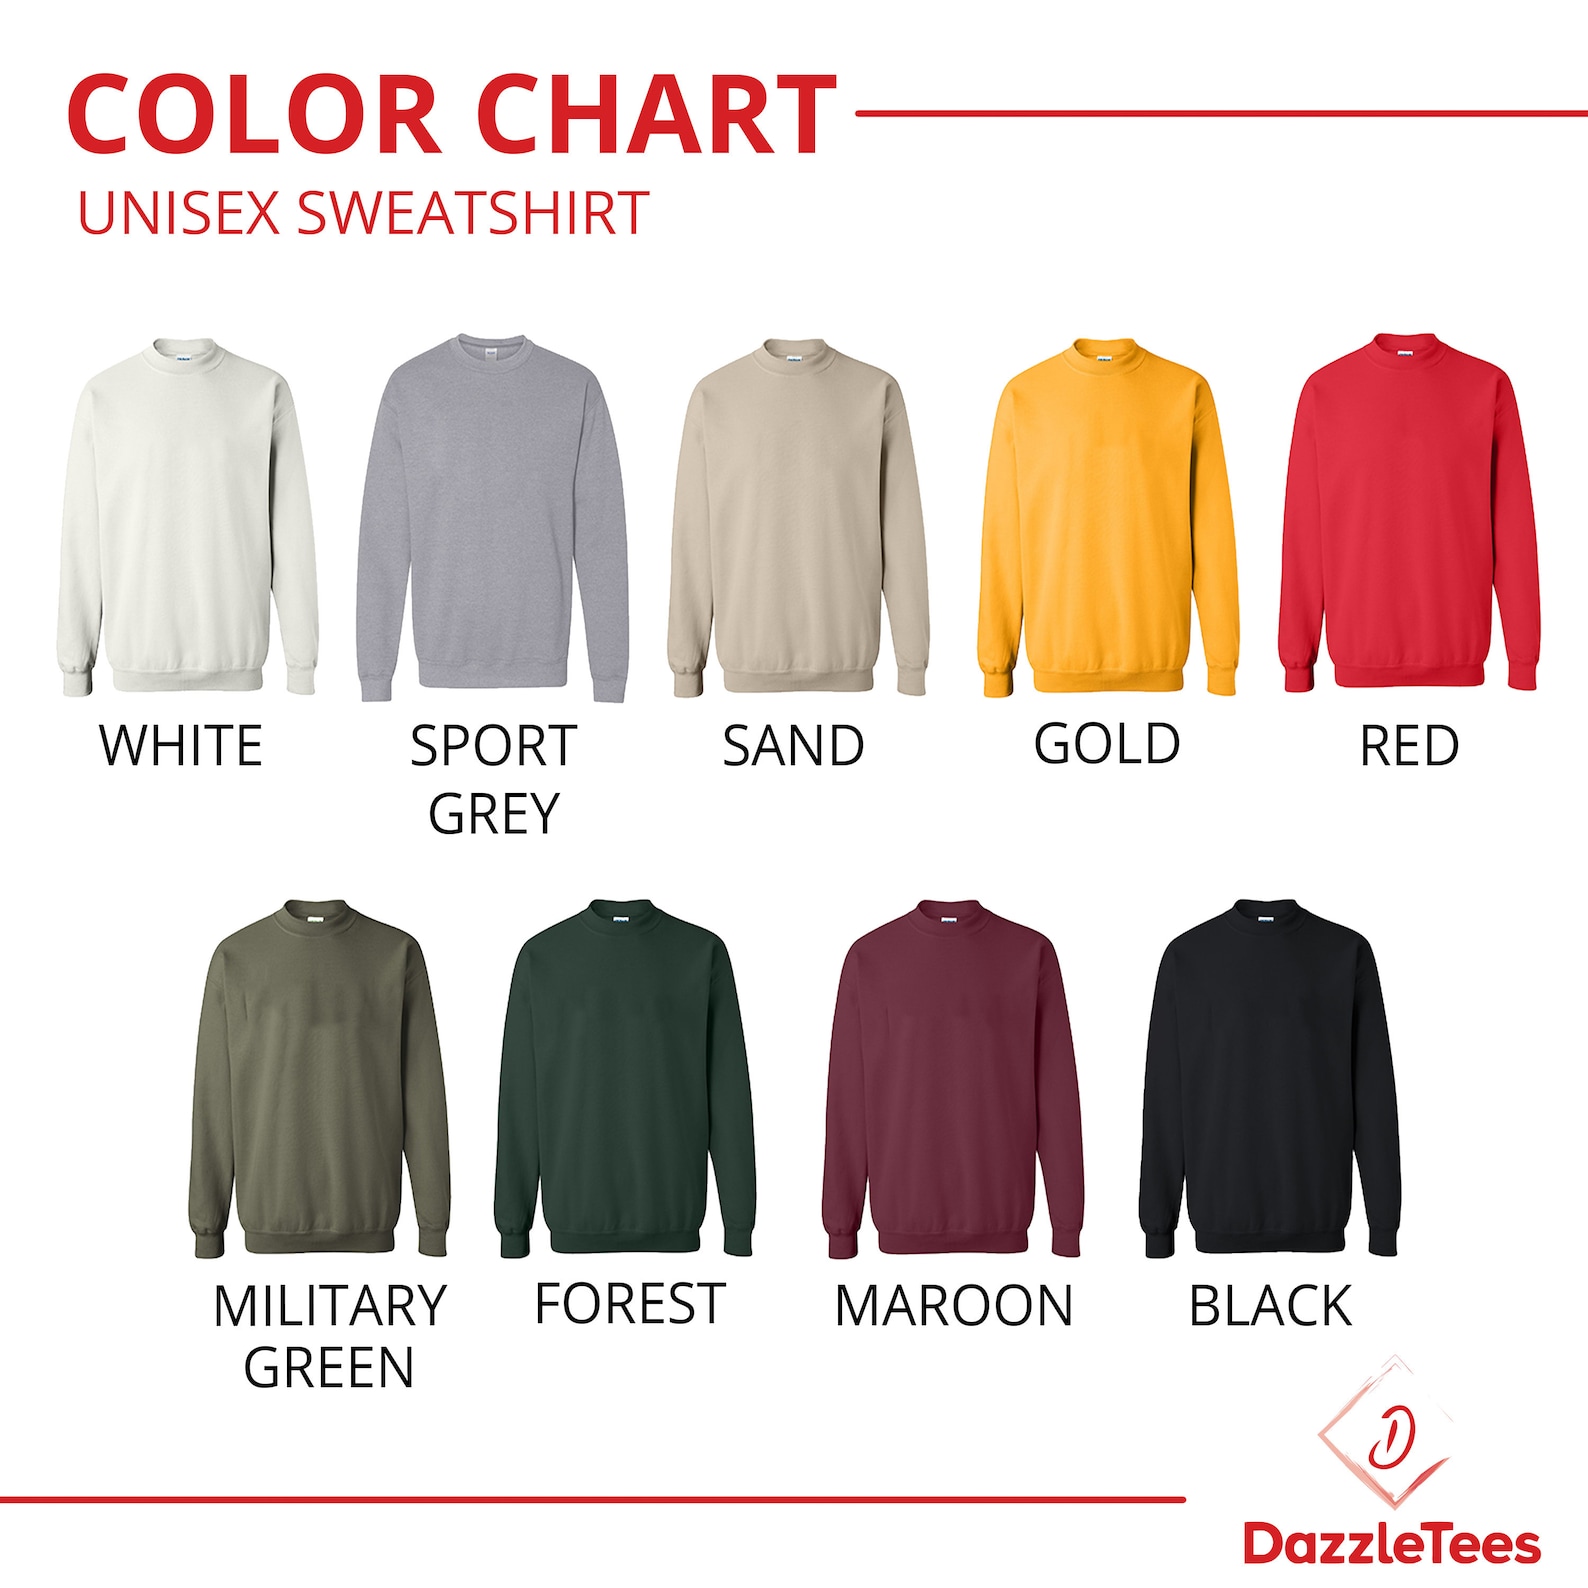 COLOR CHART
UNISEX SWEATSHIRT
WHITE
SPORT
GREY
SAND
GOLD
RED
MILITARY
GREEN
FOREST
MAROON
BLACK
D
DazzleTees